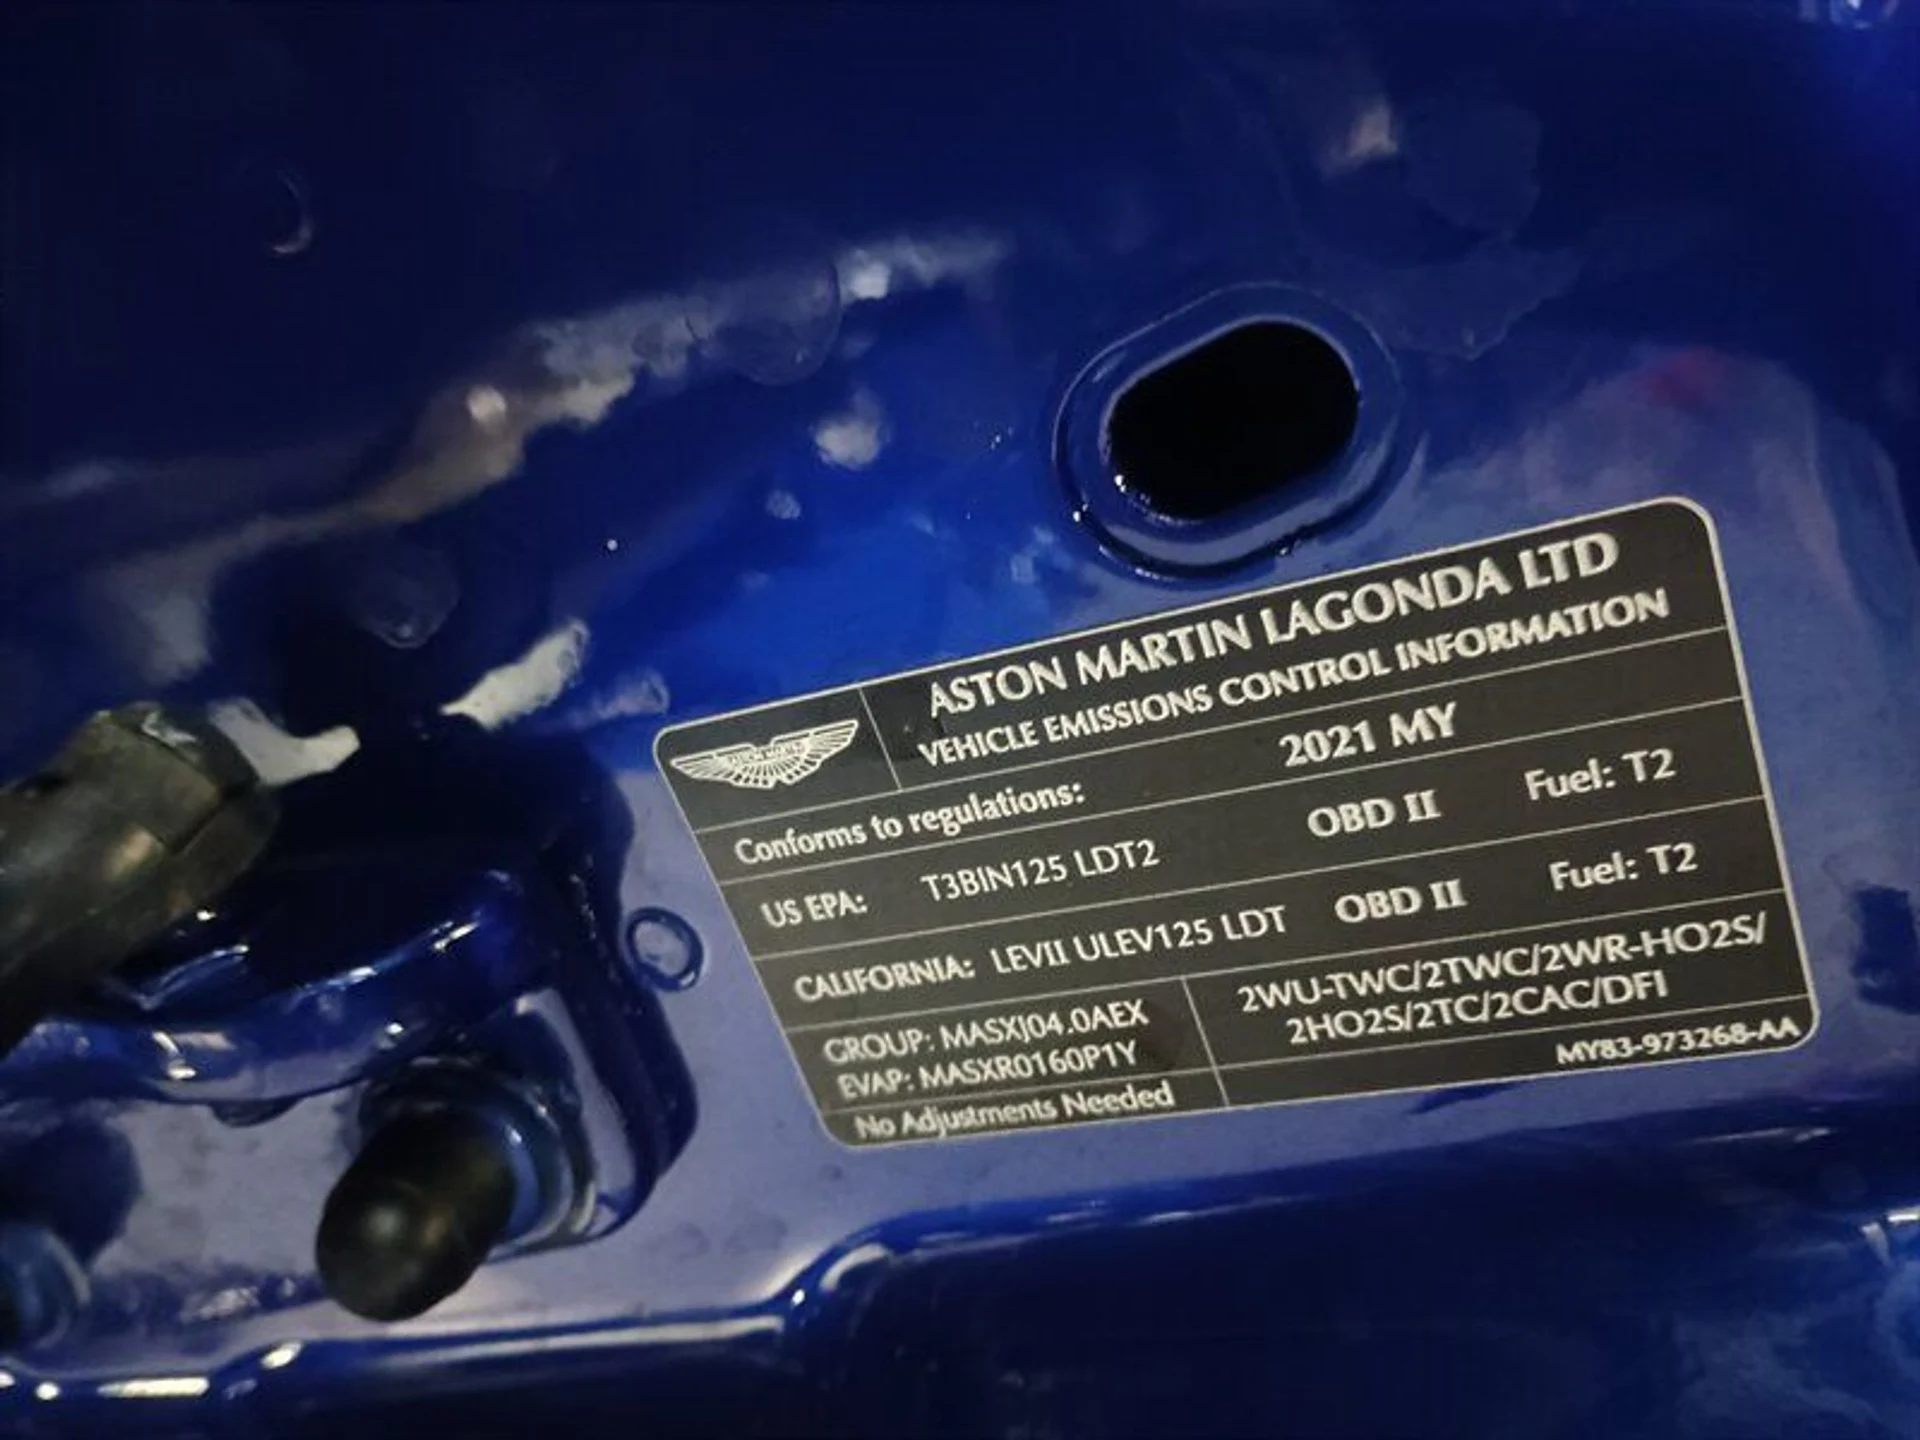 ASTON MARTIN LAGONDA LTD
VEHICLE EMISSIONS CONTROL INFORMATION
Conforms to regulations: 2021 MY
US EPA: T3BIN125 LDT2 OBD II Fuel: T2
CALIFORNIA: LEVII ULEV125 LDT OBD II Fuel: T2
GROUP: MASXJ04.0AEX
EVAP: MASXR0160P1Y
2WU-TWC/2TWC/2WR-HO2S/
2HO2S/2TC/2CAC/DFI
No Adjustments Needed
MY83-973268-AA